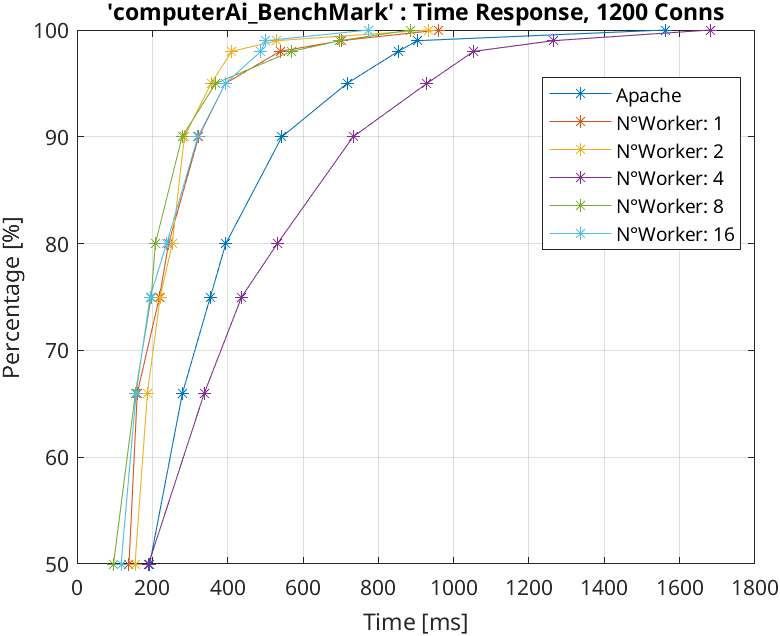 'computerAi_BenchMark' : Time Response, 1200 Conns
Percentage [%]
100
90
80
70
60
50
0 200 400 600 800 1000 1200 1400 1600 1800
Time [ms]
Apache
N°Worker: 1
N°Worker: 2
N°Worker: 4
N°Worker: 8
N°Worker: 16